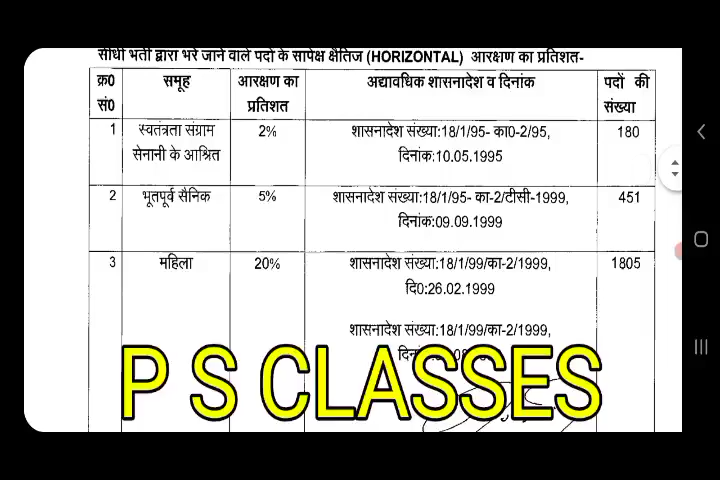 सीधी भर्ती द्वारा भरे जाने वाले पदों के सापेक्ष क्षैतिज (HORIZONTAL) आरक्षण का प्रतिशत-
क्र0 सं0 समूह आरक्षण का प्रतिशत अद्यावधिक शासनादेश व दिनांक पदों की संख्या
1 स्वतंत्रता संग्राम सेनानी के आश्रित 2% शासनादेश संख्या:18/1/95- का0-2/95, दिनांक:10.05.1995 180
2 भूतपूर्व सैनिक 5% शासनादेश संख्या:18/1/95- का-2/टीसी-1999, दिनांक:09.09.1999 451
3 महिला 20% शासनादेश संख्या:18/1/99/का-2/1999, दि0:26.02.1999 1805
शासनादेश संख्या:18/1/99/का-2/1999,
P S CLASSES